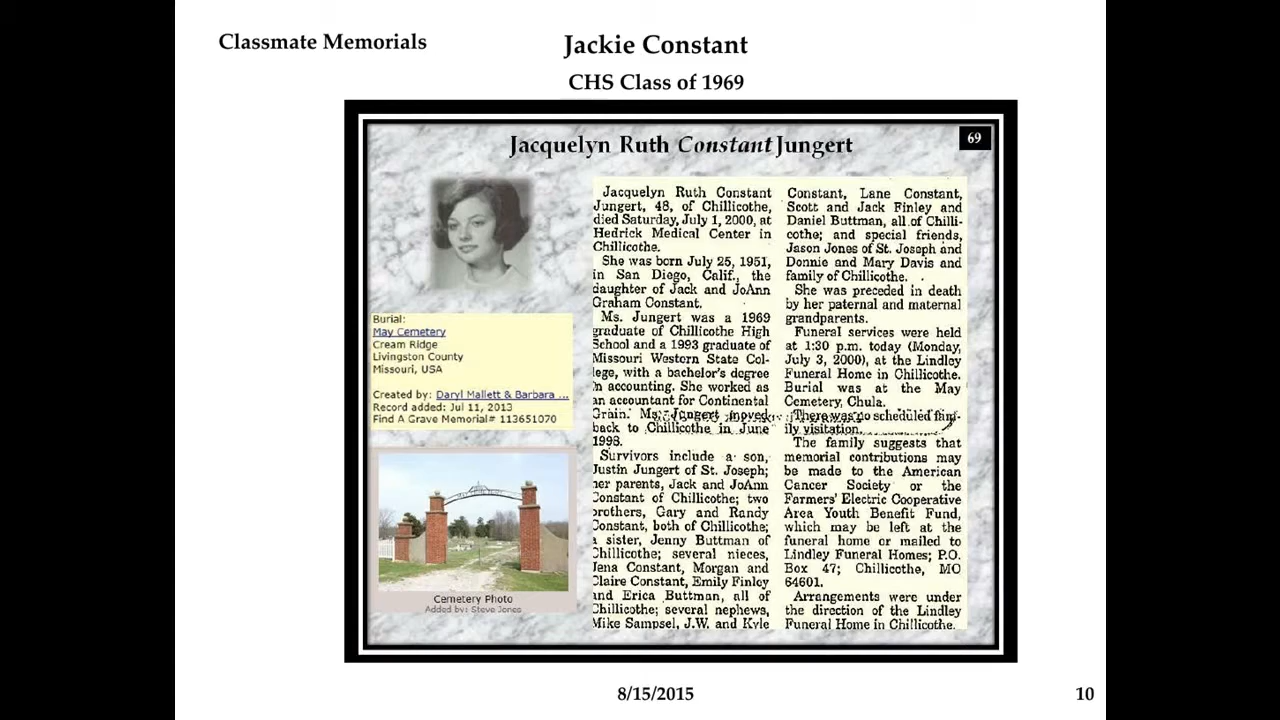 Classmate Memorials
Jackie Constant
CHS Class of 1969
69
Jacquelyn Ruth Constant Jungert
Burial:
May Cemetery
Cream Ridge
Livingston County
Missouri, USA
Created by: Daryl Mallett & Barbara ...
Record added: Jul 11, 2013
Find A Grave Memorial# 113651070
Cemetery Photo
Added by: Steve Jones
Jacquelyn Ruth Constant
Jungert, 48, of Chillicothe,
died Saturday, July 1, 2000, at
Hedrick Medical Center in
Chillicothe.
She was born July 25, 1951,
in San Diego, Calif., the
daughter of Jack and JoAnn
Graham Constant.
Ms. Jungert was a 1969
graduate of Chillicothe High
School and a 1993 graduate of
Missouri Western State Col-
lege, with a bachelor's degree
in accounting. She worked as
an accountant for Continental
Grain. Ms. Jungert moved
back to Chillicothe in June
1998.
Survivors include a son,
Justin Jungert of St. Joseph;
her parents, Jack and JoAnn
Constant of Chillicothe; two
brothers, Gary and Randy
Constant, both of Chillicothe;
a sister, Jenny Buttman of
Chillicothe; several nieces,
Jena Constant, Morgan and
Claire Constant, Emily Finley
and Erica Buttman, all of
Chillicothe; several nephews,
Mike Sampsel, J.W. and Kyle
Constant, Lane Constant,
Scott and Jack Finley and
Daniel Buttman, all of Chilli-
cothe; and special friends,
Jason Jones of St. Joseph and
Donnie and Mary Davis and
family of Chillicothe.
She was preceded in death
by her paternal and maternal
grandparents.
Funeral services were held
at 1:30 p.m. today (Monday,
July 3, 2000), at the Lindley
Funeral Home in Chillicothe.
Burial was at the May
Cemetery, Chula.
There was no scheduled fam-
ily visitation.
The family suggests that
memorial contributions may
be made to the American
Cancer Society or the
Farmers' Electric Cooperative
Area Youth Benefit Fund,
which may be left at the
funeral home or mailed to
Lindley Funeral Homes; P.O.
Box 47; Chillicothe, MO
64601.
Arrangements were under
the direction of the Lindley
Funeral Home in Chillicothe.
8/15/2015
10